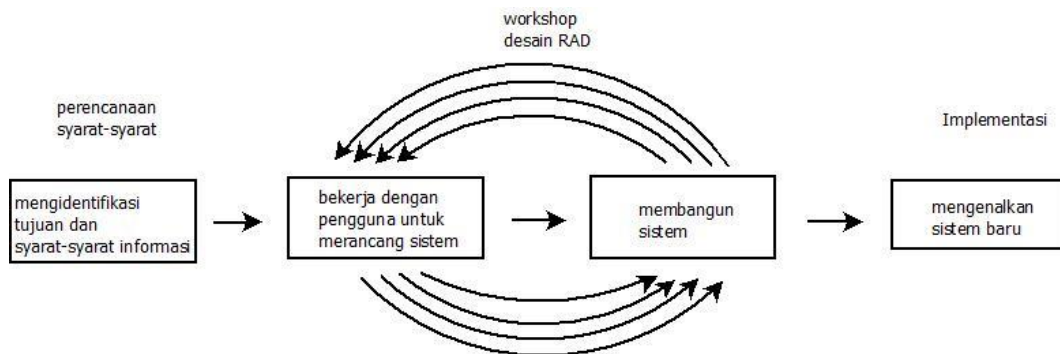 workshop
desain RAD
perencanaan
syarat-syarat
Implementasi
mengidentifikasi
tujuan dan
syarat-syarat informasi
bekerja dengan
pengguna untuk
merancang sistem
membangun
sistem
mengenalkan
sistem baru